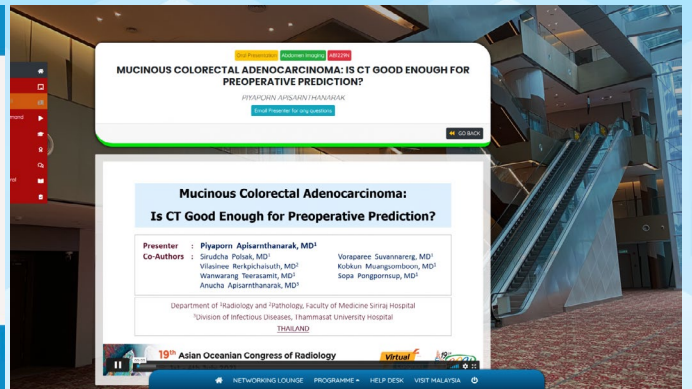 Oral Presentation Abdomen Imaging AB1229N
MUCINOUS COLORECTAL ADENOCARCINOMA: IS CT GOOD ENOUGH FOR
PREOPERATIVE PREDICTION?
PIYAPORN APISARNTHANARAK
Email Presenter for any questions
GO BACK
Mucinous Colorectal Adenocarcinoma:
Is CT Good Enough for Preoperative Prediction?
Presenter : Piyaporn Apisarnthanarak, MD¹
Co-Authors : Sirudcha Polsak, MD¹ Voraparee Suvannarerg, MD¹
Vilasinee Rerkpichaisuth, MD² Kobkun Muangsomboon, MD¹
Wanwarang Teerasamit, MD¹ Sopa Pongpornsup, MD¹
Anucha Apisarnthanarak, MD³
Department of ¹Radiology and ²Pathology, Faculty of Medicine Siriraj Hospital
³Division of Infectious Diseases, Thammasat University Hospital
THAILAND
19th Asian Oceanian Congress of Radiology Virtual
NETWORKING LOUNGE PROGRAMME HELP DESK VISIT MALAYSIA